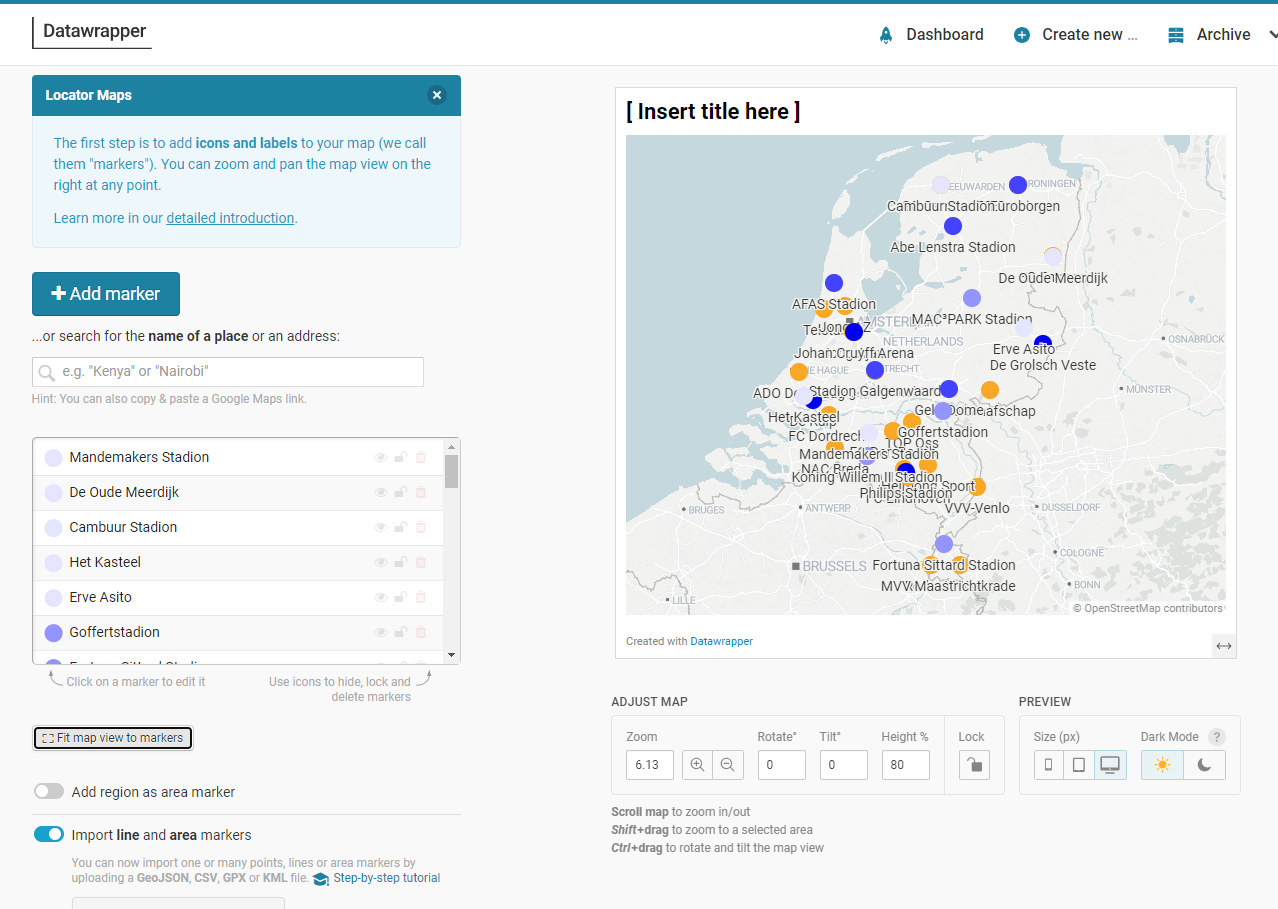 Datawrapper
Dashboard
Create new ...
Archive
Locator Maps
The first step is to add icons and labels to your map (we call
them "markers"). You can zoom and pan the map view on the
right at any point.
Learn more in our detailed introduction.
Add marker
...or search for the name of a place or an address:
e.g. "Kenya" or "Nairobi"
Hint: You can also copy & paste a Google Maps link.
Mandemakers Stadion
De Oude Meerdijk
Cambuur Stadion
Het Kasteel
Erve Asito
Goffertstadion
Click on a marker to edit it
Use icons to hide, lock and
delete markers
Fit map view to markers
Add region as area marker
Import line and area markers
You can now import one or many points, lines or area markers by
uploading a GeoJSON, CSV, GPX or KML file. Step-by-step tutorial
[ Insert title here ]
Cambuur Stadion
Euroborgen
Abe Lenstra Stadion
De Oude Meerdijk
AFAS Stadion
AMSTERDAM
MAC³PARK Stadion
NETHERLANDS
OSNABRÜCK
Erve Asito
Johan Cruyff Arena
De Grolsch Veste
THE HAGUE
UTRECHT
MÜNSTER
ADO De
Stadion Galgenwaard
GelreDome
Het Kasteel
De Kuip
FC Dordrecht
Goffertstadion
TOP Oss
Mandemakers Stadion
NAC Breda
Koning Willem II Stadion
Helmond Sport
Philips Stadion
FC Eindhoven
VVV-Venlo
BRUGES
ANTWERP
DUSSELDORF
COLOGNE
BRUSSELS
Fortuna Sittard Stadion
MVV Maastricht
BONN
LILLE
© OpenStreetMap contributors
Created with Datawrapper
ADJUST MAP
Zoom
Rotate°
Tilt°
Height %
Lock
6.13
0
0
80
PREVIEW
Size (px)
Dark Mode
?
Scroll map to zoom in/out
Shift+drag to zoom to a selected area
Ctrl+drag to rotate and tilt the map view